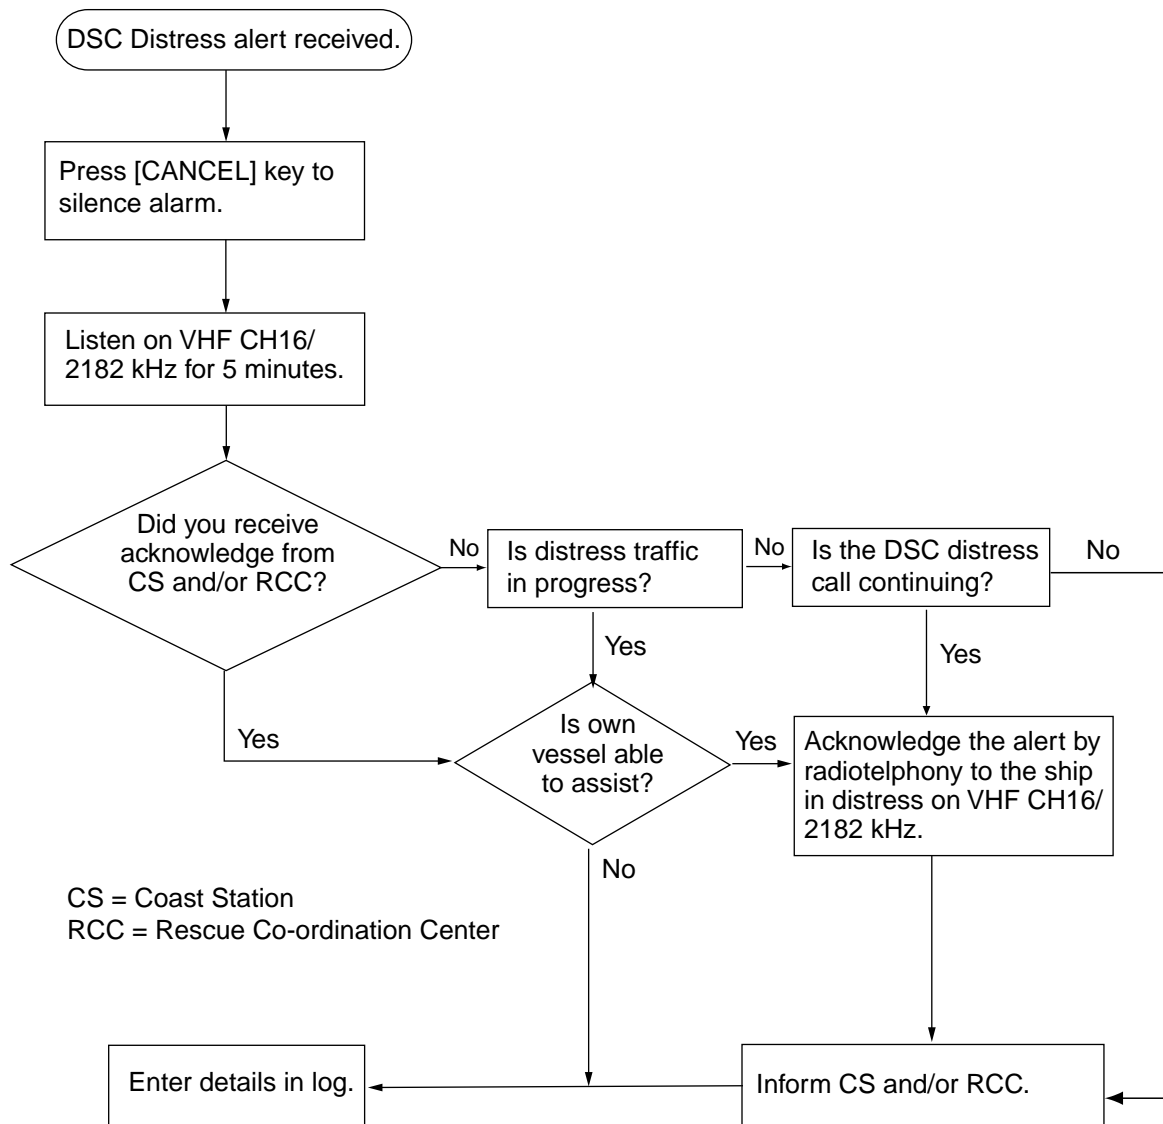 DSC Distress alert received.
Press [CANCEL] key to
silence alarm.
Listen on VHF CH16/
2182 kHz for 5 minutes.
Did you receive
acknowledge from
CS and/or RCC?
No
Is distress traffic
in progress?
No
Is the DSC distress
call continuing?
No
Yes
Yes
Yes
Is own
vessel able
to assist?
Yes
Acknowledge the alert by
radiotelphony to the ship
in distress on VHF CH16/
2182 kHz.
No
CS = Coast Station
RCC = Rescue Co-ordination Center
Enter details in log.
Inform CS and/or RCC.